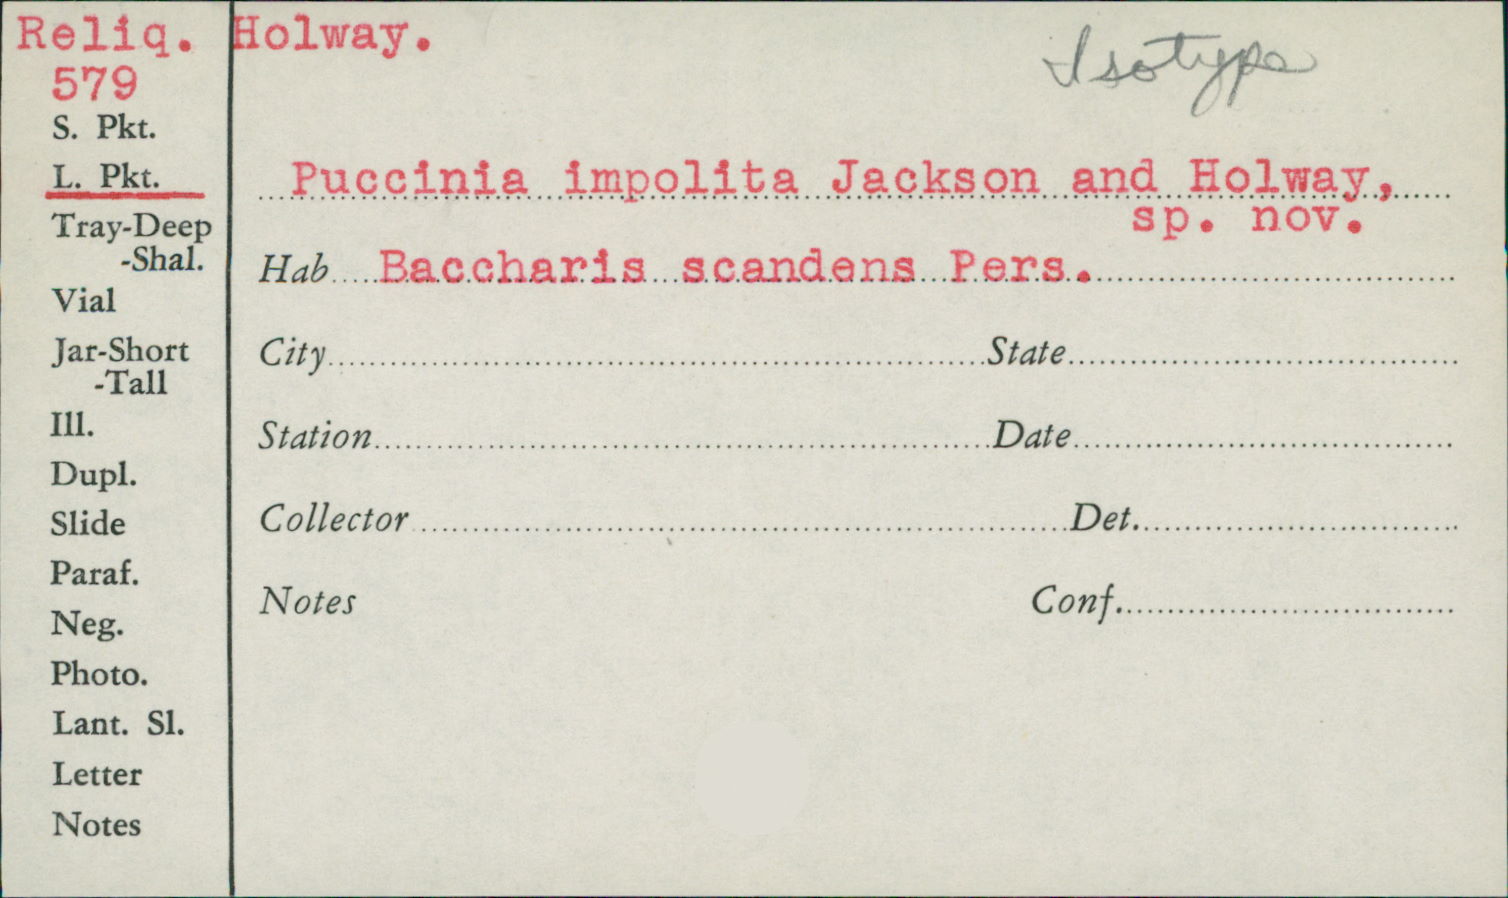 Reliq. Holway.
579
Isotype
S. Pkt.
L. Pkt.
Tray-Deep
-Shal.
Vial
Jar-Short
-Tall
Ill.
Dupl.
Slide
Paraf.
Neg.
Photo.
Lant. Sl.
Letter
Notes
Puccinia impolita Jackson and Holway,
sp. nov.
Hab Baccharis scandens Pers.
City State
Station Date
Collector Det.
Notes Conf.